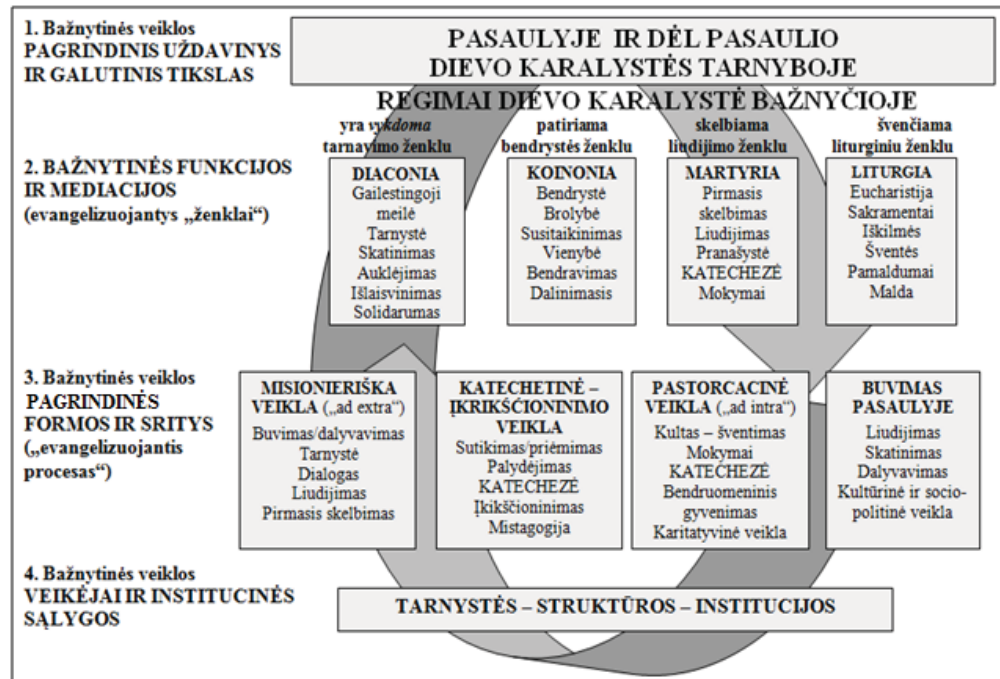 1. Bažnytinės veiklos
PAGRINDINIS UŽDAVINYS
IR GALUTINIS TIKSLAS
PASAULYJE IR DĖL PASAULIO
DIEVO KARALYSTĖS TARNYBOJE
REGIMAI DIEVO KARALYSTĖ BAŽNYČIOJE
yra vykdoma
tarnavimo ženklu
patiriama
bendrystės ženklu
skelbiama
liudijimo ženklu
švenčiama
liturginiu ženklu
2. BAŽNYTINĖS FUNKCIJOS
IR MEDIACIJOS
(evangelizuojantys „ženklai“)
DIACONIA
Gailestingoji
meilė
Tarnystė
Skatinimas
Auklėjimas
Išlaisvinimas
Solidarumas
KOINONIA
Bendrystė
Brolybė
Susitaikinimas
Vienybė
Bendravimas
Dalinimasis
MARTYRIA
Pirmasis
skelbimas
Liudijimas
Pranašystė
KATECHEZĖ
Mokymai
LITURGIA
Eucharistija
Sakramentai
Iškilmės
Šventės
Pamaldumai
Malda
3. Bažnytinės veiklos
PAGRINDINĖS
FORMOS IR SRITYS
(„evangelizuojantis
procesas“)
MISIONIERIŠKA
VEIKLA („ad extra“)
Buvimas/dalyvavimas
Tarnystė
Dialogas
Liudijimas
Pirmasis skelbimas
KATECHETINĖ –
ĮKRIKŠČIONINIMO
VEIKLA
Sutikimas/priėmimas
Palydėjimas
KATECHEZĖ
Įkikščioninimas
Mistagogija
PASTORCACINĖ
VEIKLA („ad intra“)
Kultas – šventimas
Mokymai
KATECHEZĖ
Bendruomeninis
gyvenimas
Karitatyvinė veikla
BUVIMAS
PASAULYJE
Liudijimas
Skatinimas
Dalyvavimas
Kultūrinė ir socio-
politinė veikla
4. Bažnytinės veiklos
VEIKĖJAI IR INSTITUCINĖS
SĄLYGOS
TARNYSTĖS – STRUKTŪROS – INSTITUCIJOS